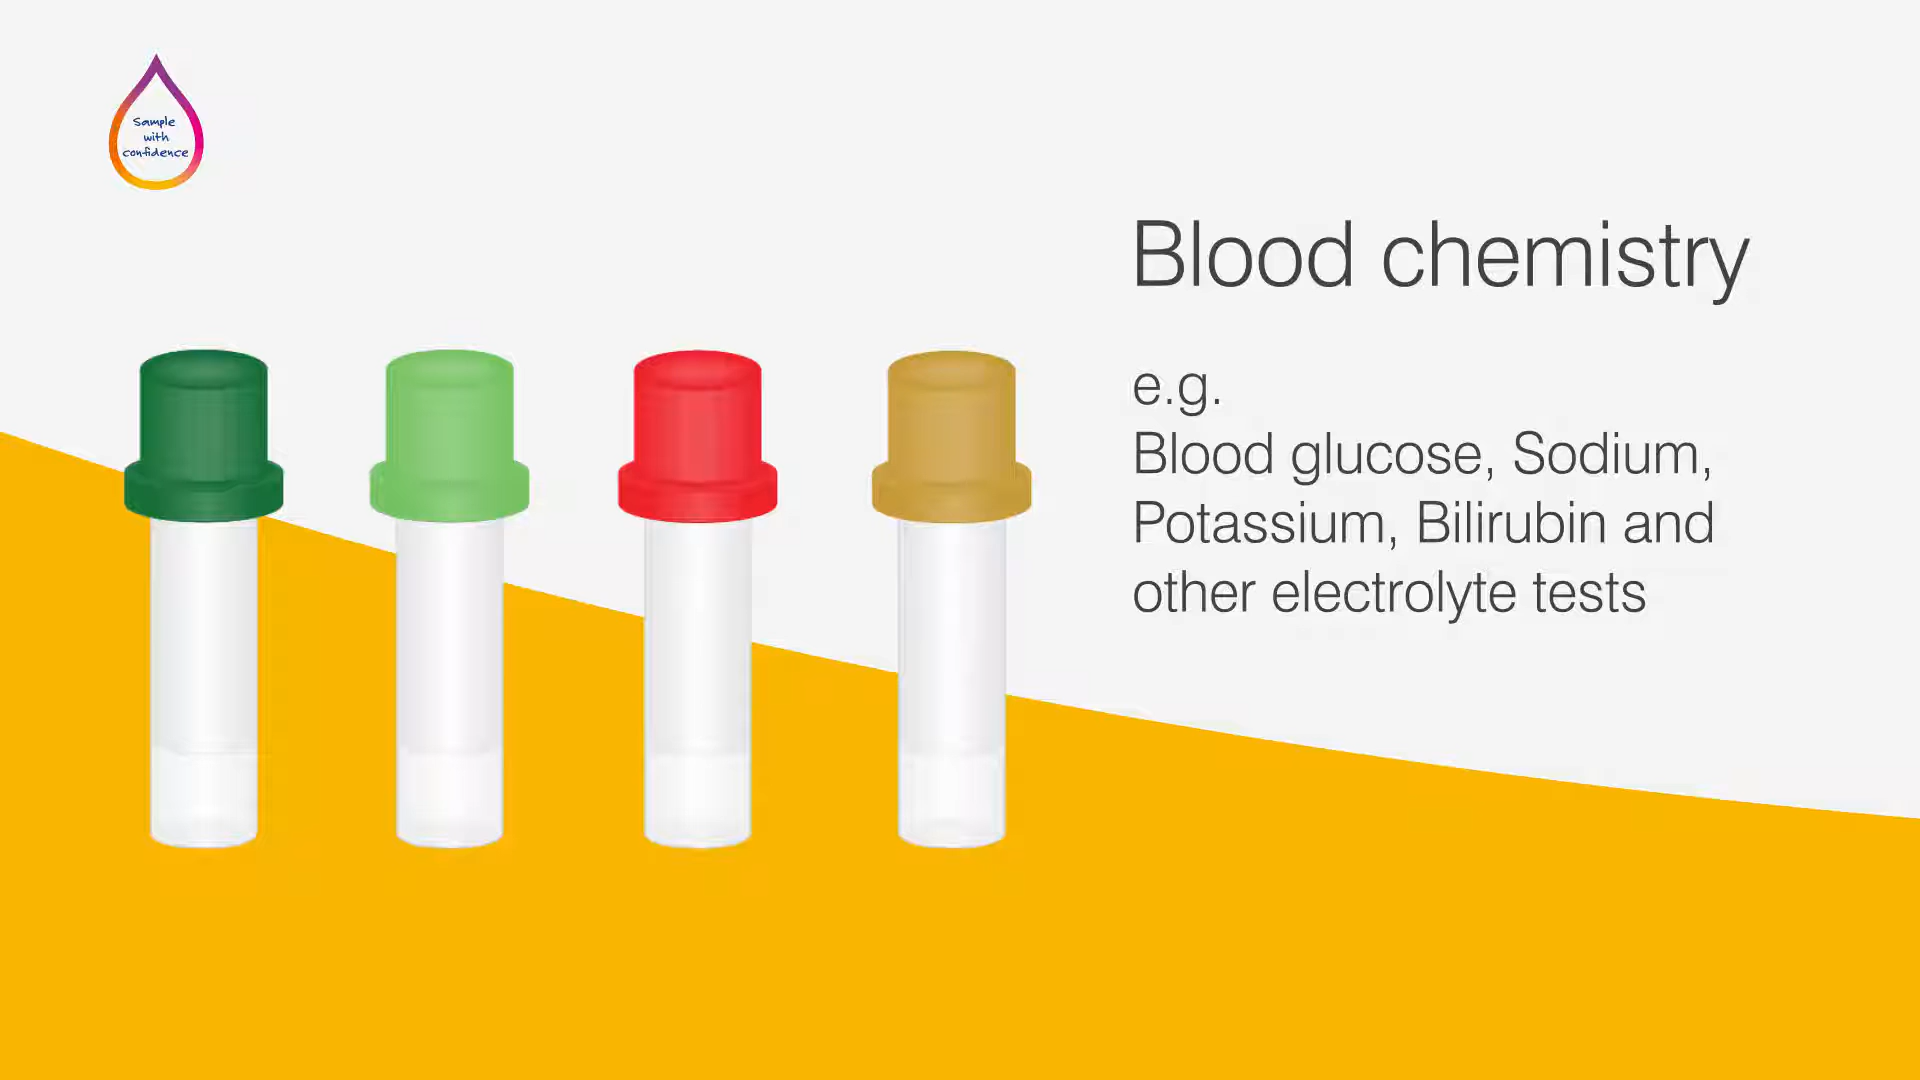 Sample
with
confidence
Blood chemistry
e.g.
Blood glucose, Sodium,
Potassium, Bilirubin and
other electrolyte tests